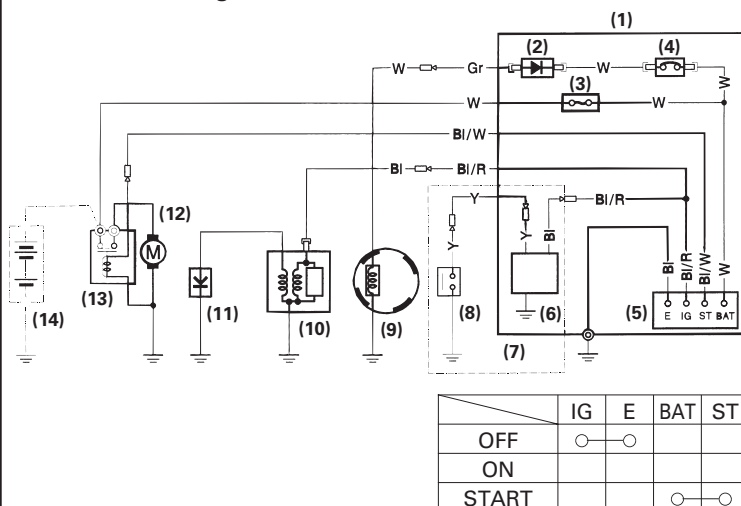 (1)
(2) (4)
W Gr W W
(3)
W W
Bl/W
Bl Bl/R
Y Bl/R
(12)
M
Y Y Bl
Bl Bl/R Bl/W W
(14) (13) (11) (10) (9) (8) (6) (5) E IG ST BAT
(7)
IG E BAT ST
OFF
ON
START